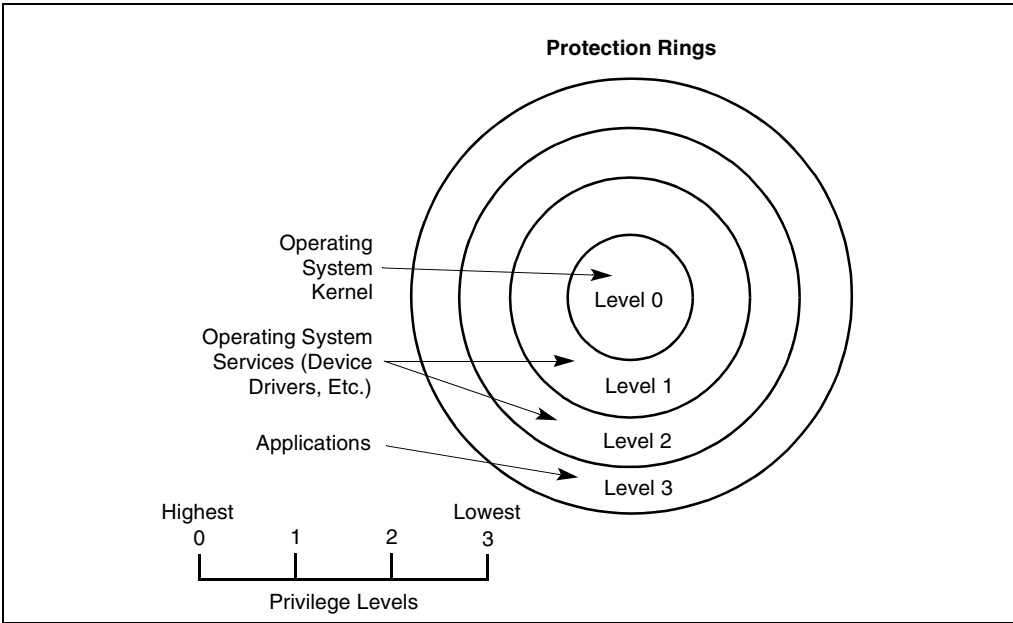 Protection Rings
Operating
System
Kernel
Level 0
Operating System
Services (Device
Drivers, Etc.)
Level 1
Level 2
Applications
Level 3
Highest
Lowest
0
1
2
3
Privilege Levels